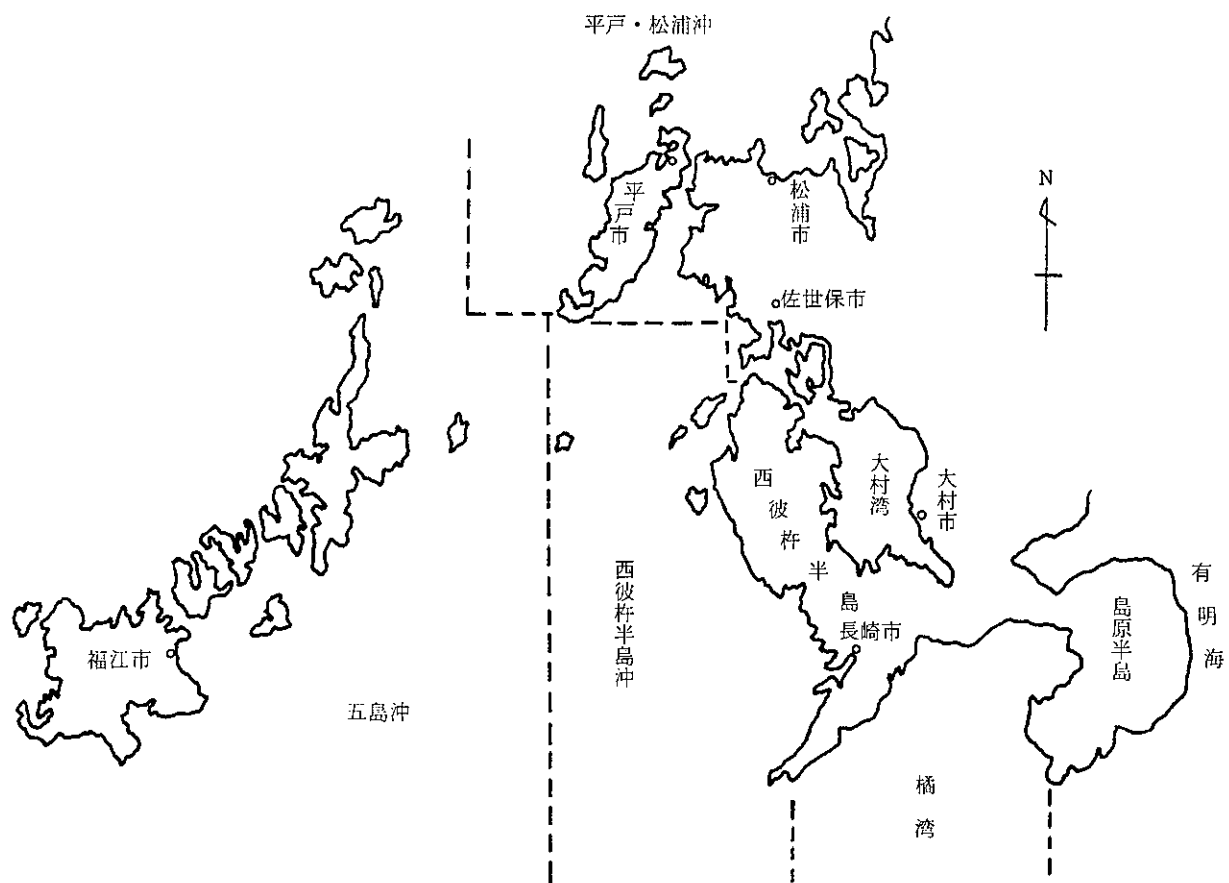 平戸・松浦沖
N
平戸市
松浦市
佐世保市
西彼杵半島
大村湾
大村市
有明海
島原半島
長崎市
西彼杵半島沖
福江市
五島沖
橘湾